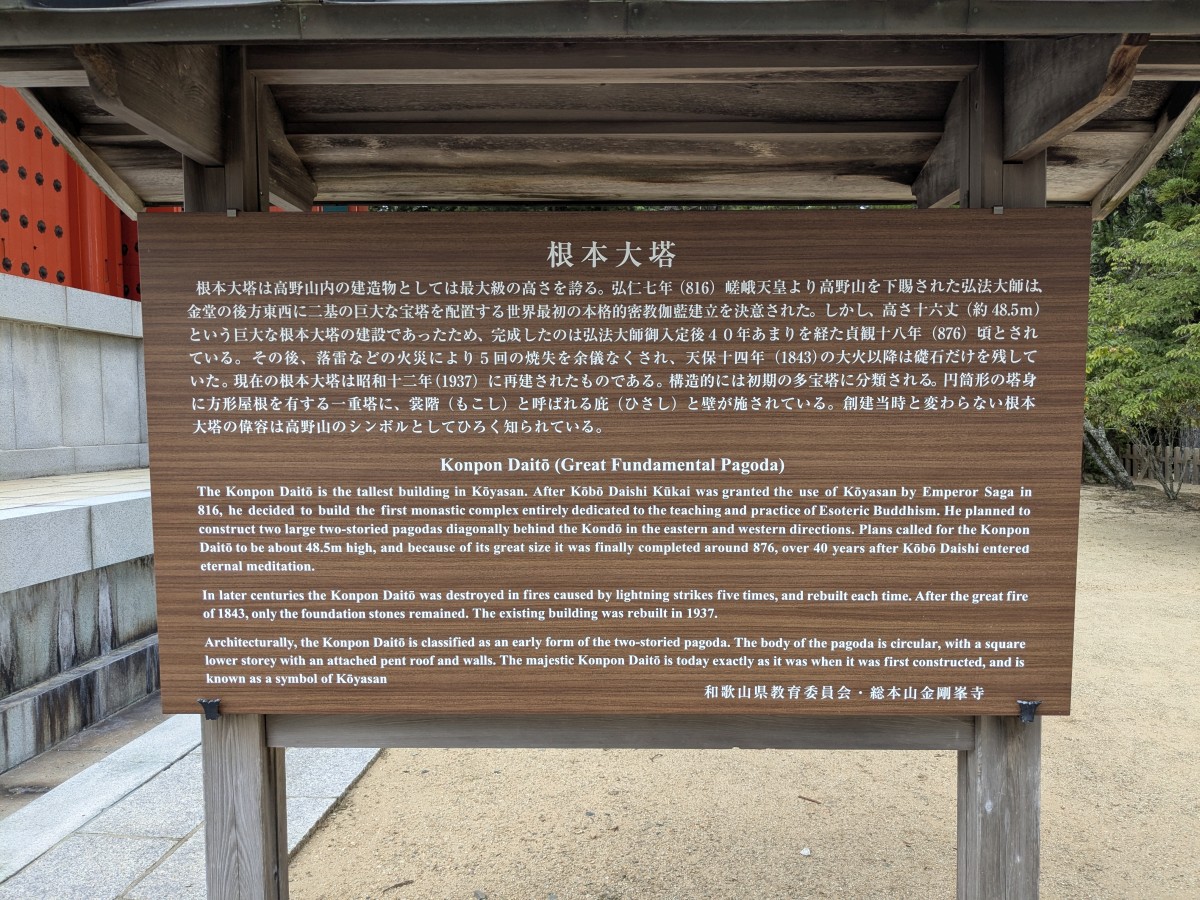 根本大塔
根本大塔は高野山内の建造物としては最大級の高さを誇る。弘仁七年（816）嵯峨天皇より高野山を下賜された弘法大師は、
金堂の後方東西に二基の巨大な宝塔を配置する世界最初の本格的密教伽藍建立を決意された。しかし、高さ十六丈（約48.5m）
という巨大な根本大塔の建設であったため、完成したのは弘法大師御入定後４０年あまりを経た貞観十八年（876）頃とされ
ている。その後、落雷などの火災により５回の焼失を余儀なくされ、天保十四年（1843）の大火以降は礎石だけを残して
いた。現在の根本大塔は昭和十二年（1937）に再建されたものである。構造的には初期の多宝塔に分類される。円筒形の塔身
に方形屋根を有する一重塔に、裳階（もこし）と呼ばれる庇（ひさし）と壁が施されている。創建当時と変わらない根本
大塔の偉容は高野山のシンボルとしてひろく知られている。
Konpon Daitō (Great Fundamental Pagoda)
The Konpon Daitō is the tallest building in Kōyasan. After Kōbō Daishi Kūkai was granted the use of Kōyasan by Emperor Saga in
816, he decided to build the first monastic complex entirely dedicated to the teaching and practice of Esoteric Buddhism. He planned to
construct two large two-storied pagodas diagonally behind the Kondō in the eastern and western directions. Plans called for the Konpon
Daitō to be about 48.5m high, and because of its great size it was finally completed around 876, over 40 years after Kōbō Daishi entered
eternal meditation.
In later centuries the Konpon Daitō was destroyed in fires caused by lightning strikes five times, and rebuilt each time. After the great fire
of 1843, only the foundation stones remained. The existing building was rebuilt in 1937.
Architecturally, the Konpon Daitō is classified as an early form of the two-storied pagoda. The body of the pagoda is circular, with a square
lower storey with an attached pent roof and walls. The majestic Konpon Daitō is today exactly as it was when it was first constructed, and is
known as a symbol of Kōyasan
和歌山県教育委員会・総本山金剛峯寺